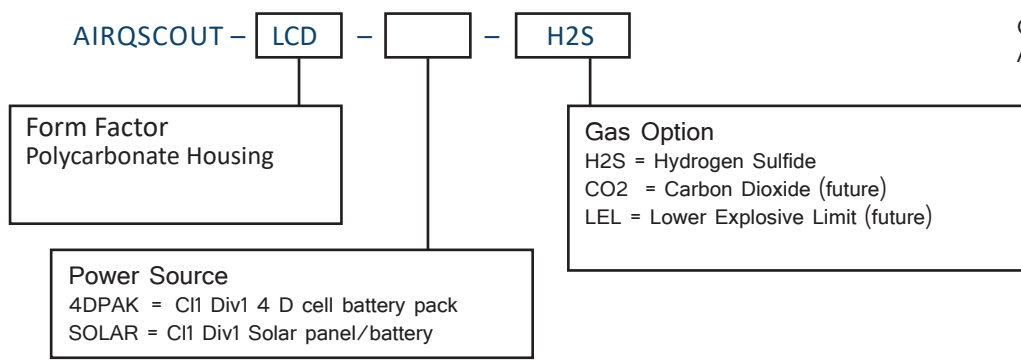 AIRQSCOUT – LCD – – H2S
Form Factor
Polycarbonate Housing
Gas Option
H2S = Hydrogen Sulfide
CO2 = Carbon Dioxide (future)
LEL = Lower Explosive Limit (future)
Power Source
4DPAK = Cl1 Div1 4 D cell battery pack
SOLAR = Cl1 Div1 Solar panel/battery